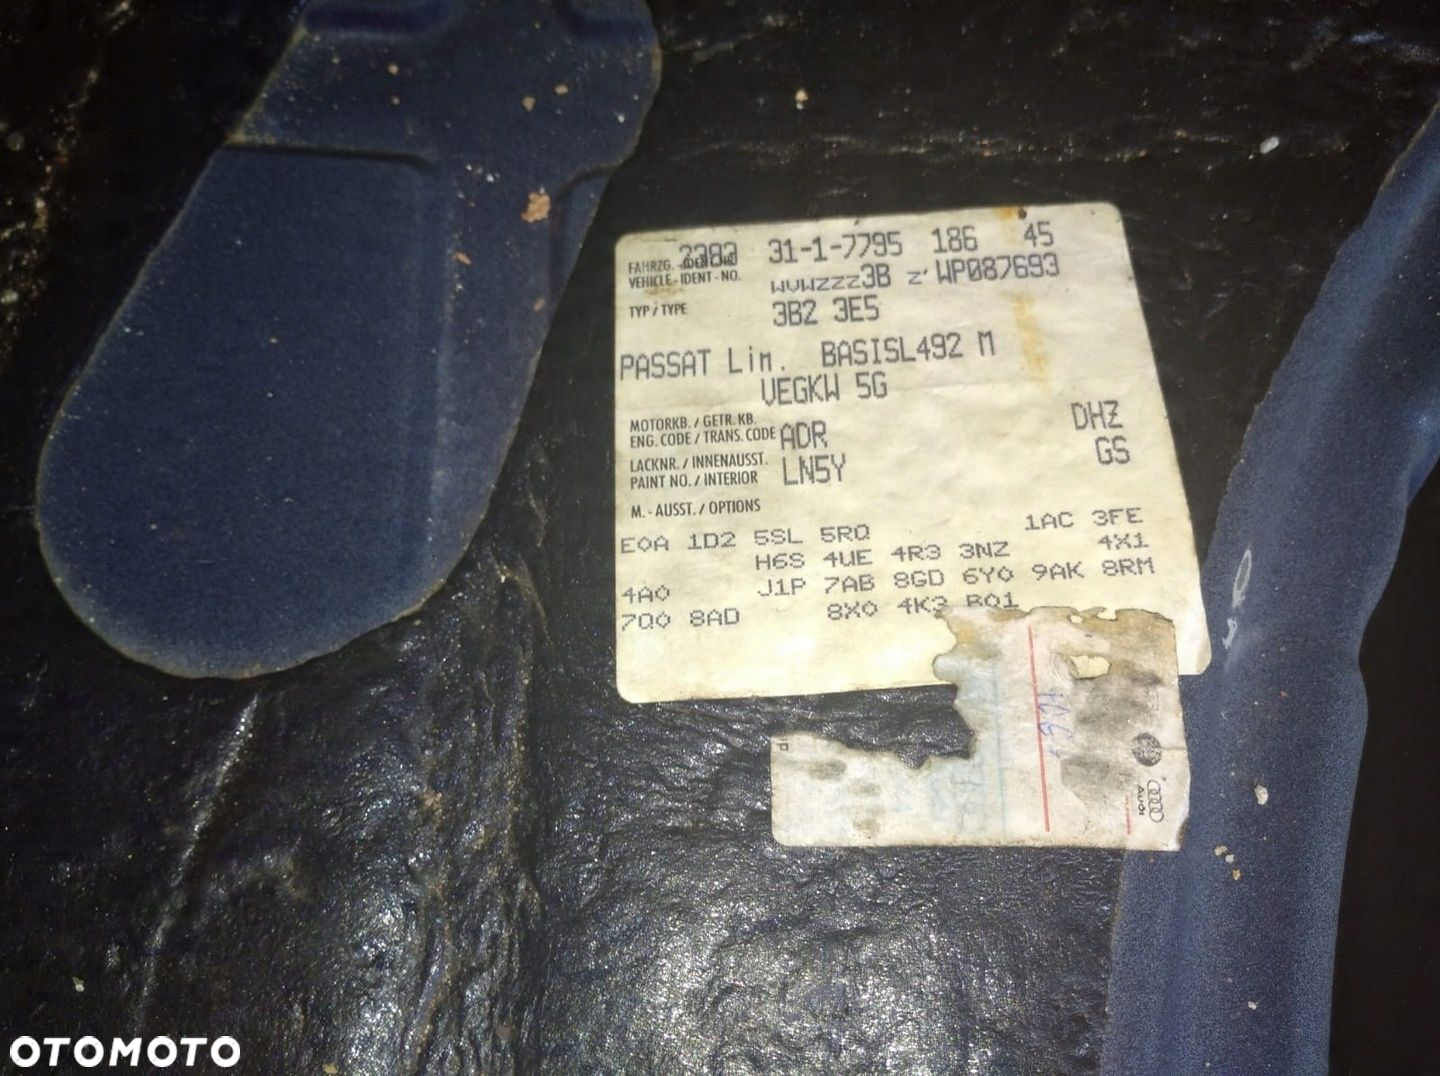 2393 31-1-7795 186 45
FAHRZG.-IDENT-NR.
VEHICLE-IDENT-NO. WVWZZZ3B Z WP087693
TYP/TYPE 3B2 3E5
PASSAT Lim. BASISL492 M
VEGKW 5G
MOTORKB./GETR.KB.
ENG.CODE/TRANS.CODE ADR DHZ
LACKNR./INNENAUSST.
PAINT NO./INTERIOR LN5Y GS
M.-AUSST./OPTIONS
E0A 1D2 5SL 5RQ 1AC 3FE
H6S 4UE 4R3 3NZ 4X1
4A0 J1P 7AB 8GD 6Y0 9AK 8RM
7Q0 8AD 8X0 4K3 B01
AUDI
OTOMOTO